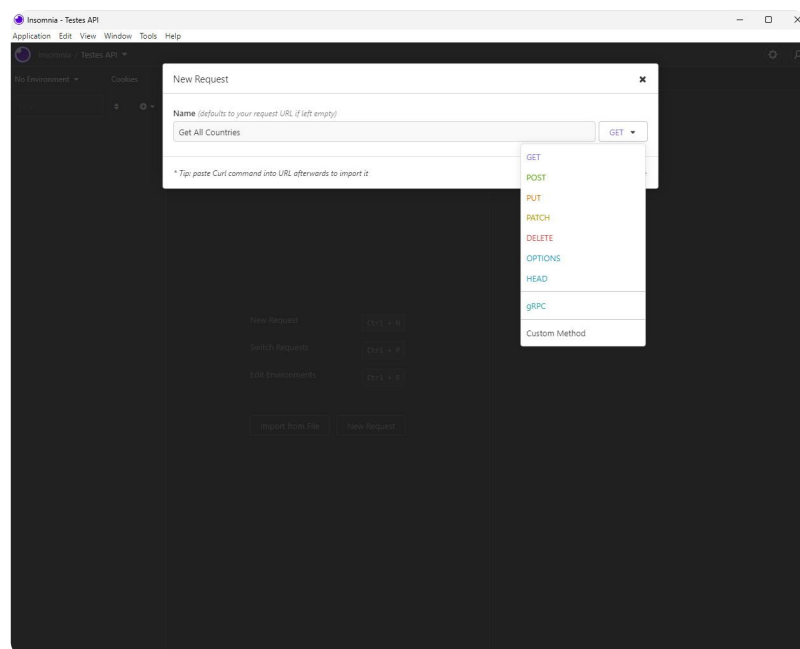 Insomnia - Testes API
Application Edit View Window Tools Help
Insomnia / Testes API
No Environment Cookies
New Request
Name (defaults to your request URL if left empty)
Get All Countries
GET
* Tip: paste Curl command into URL afterwards to import it
GET
POST
PUT
PATCH
DELETE
OPTIONS
HEAD
gRPC
Custom Method
New Request
Switch Requests Ctrl + P
Edit Environments Ctrl + E
Import from File New Request